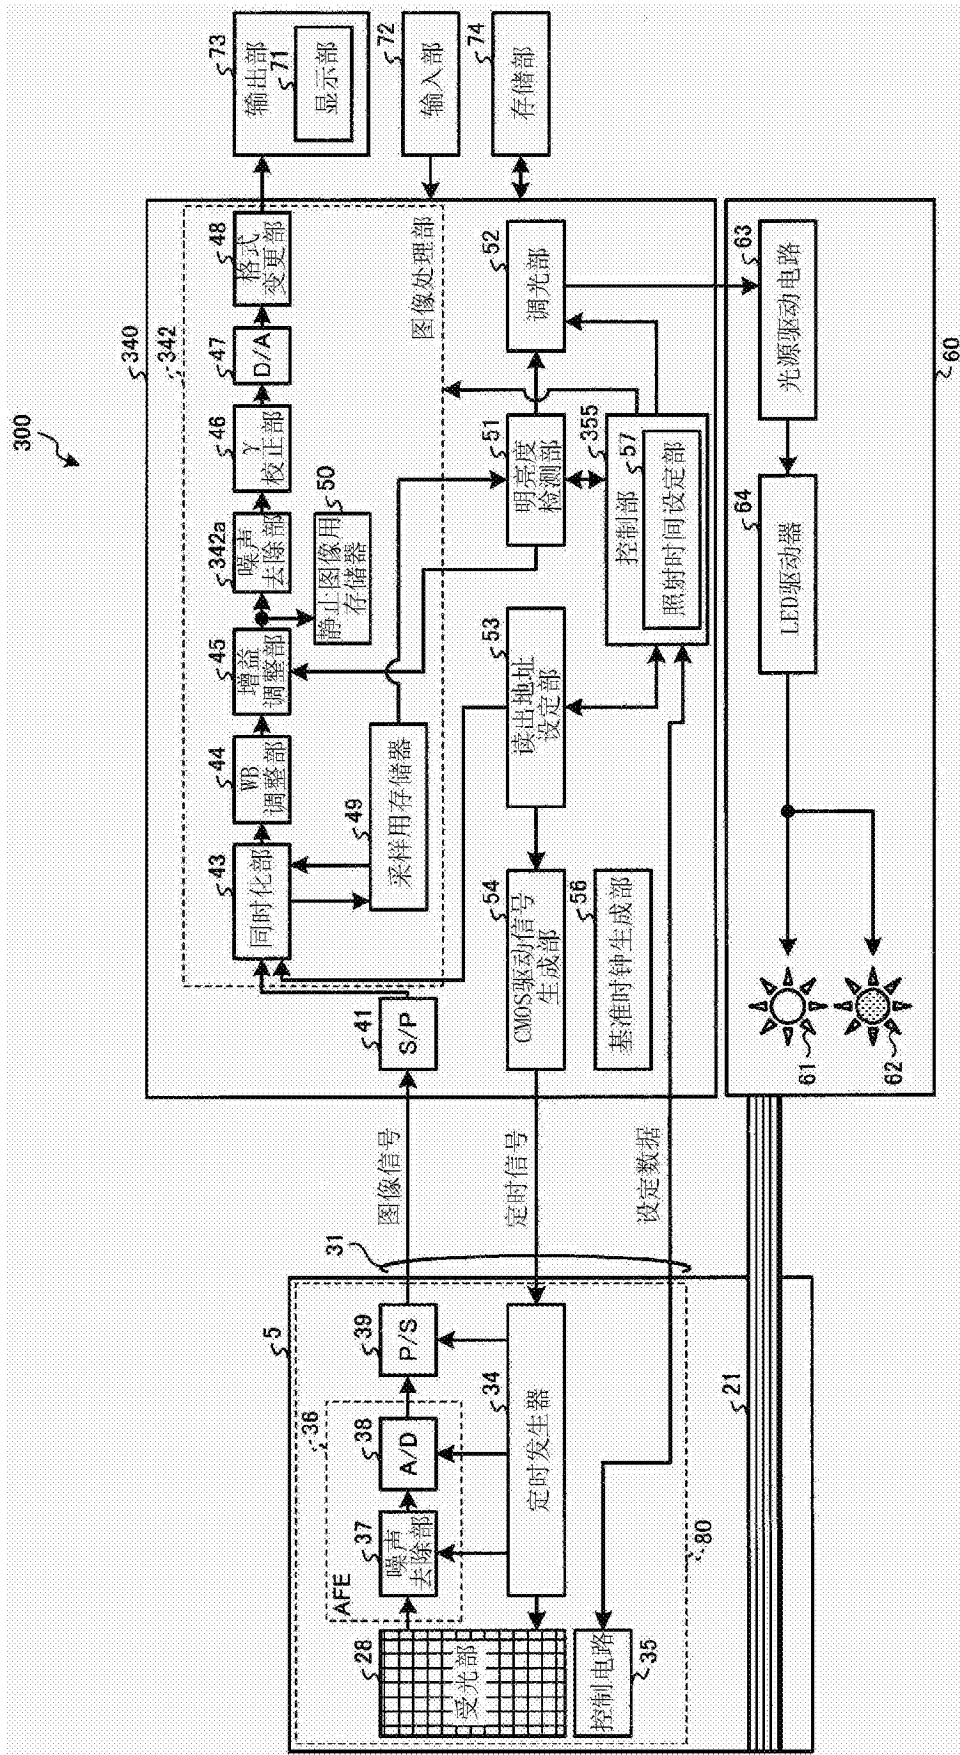 300
5
36
AFE
28
受光部
37
噪声
去除部
38
A/D
39
P/S
34
定时发生器
35
控制电路
80
21
31
图像信号
定时信号
设定数据
340
342
图像处理部
41
S/P
43
同时化部
44
WB
调整部
45
增益
调整部
342a
噪声
去除部
46
γ
校正部
47
D/A
48
格式
变更部
49
采样用存储器
50
静止图像用
存储器
51
明亮度
检测部
52
调光部
53
读出地址
设定部
54
CMOS驱动信号
生成部
56
基准时钟生成部
355
控制部
57
照射时间设定部
73
输出部
71
显示部
72
输入部
74
存储部
60
63
光源驱动电路
64
LED驱动器
61
62